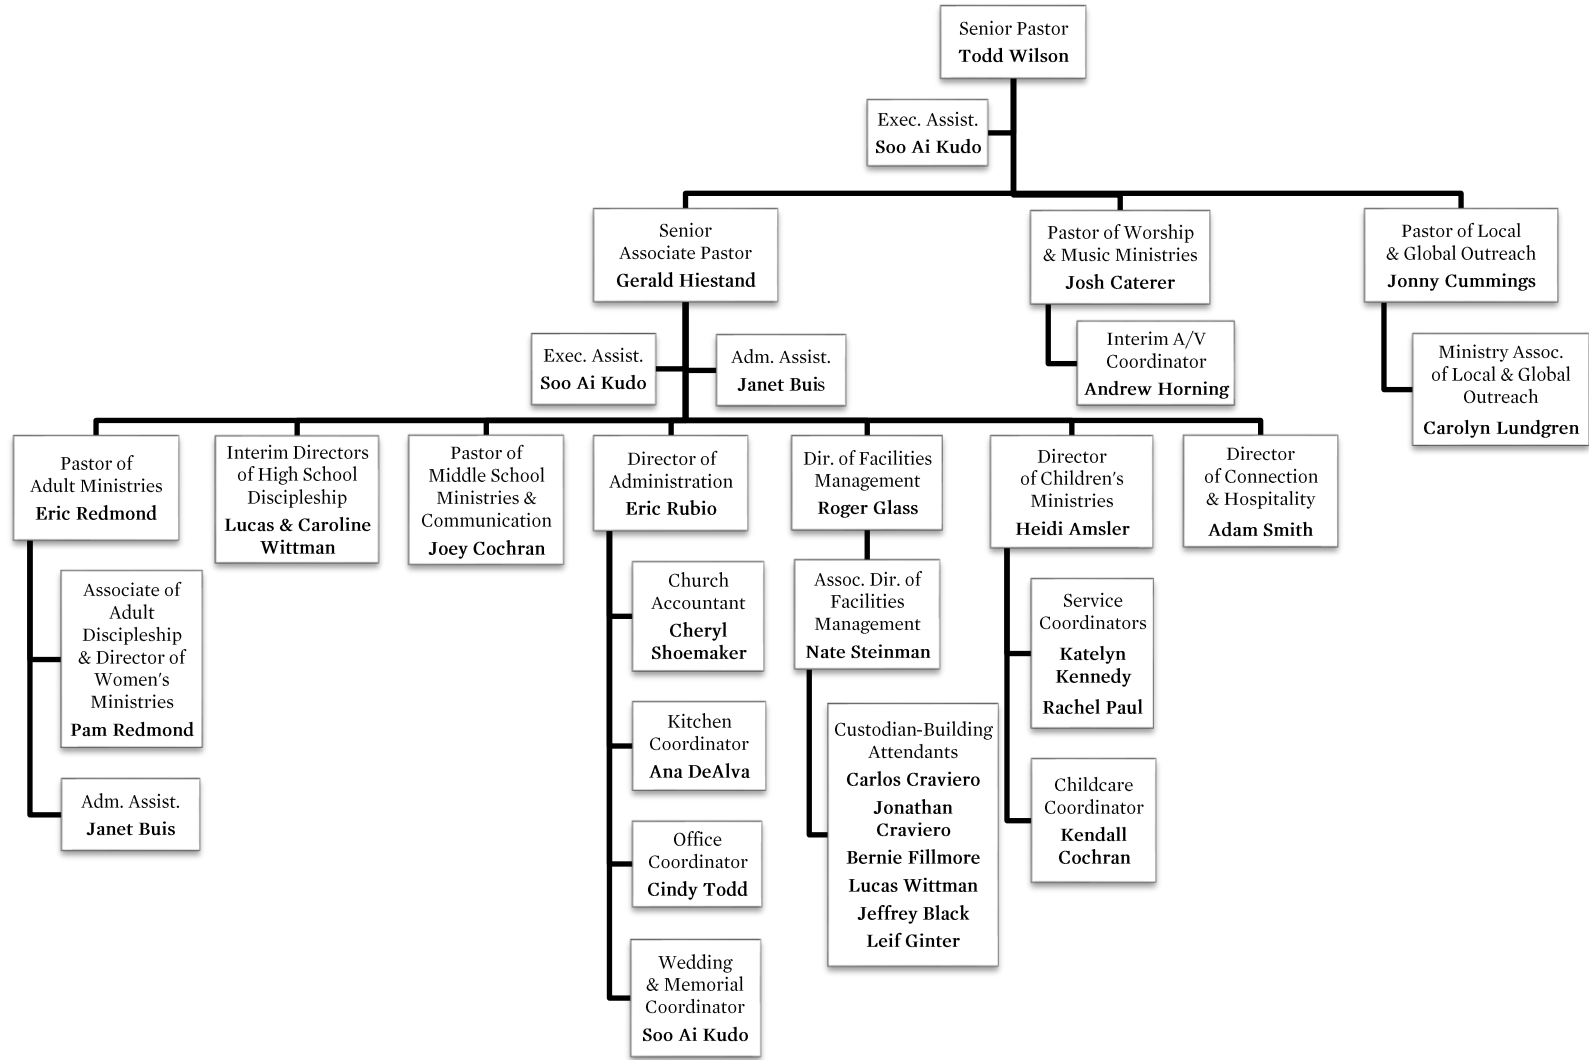 Senior Pastor
Todd Wilson
Exec. Assist.
Soo Ai Kudo
Senior
Associate Pastor
Gerald Hiestand
Pastor of Worship
& Music Ministries
Josh Caterer
Pastor of Local
& Global Outreach
Jonny Cummings
Exec. Assist.
Soo Ai Kudo
Adm. Assist.
Janet Buis
Interim A/V
Coordinator
Andrew Horning
Ministry Assoc.
of Local & Global
Outreach
Carolyn Lundgren
Pastor of
Adult Ministries
Eric Redmond
Interim Directors
of High School
Discipleship
Lucas & Caroline
Wittman
Pastor of
Middle School
Ministries &
Communication
Joey Cochran
Director of
Administration
Eric Rubio
Dir. of Facilities
Management
Roger Glass
Director
of Children's
Ministries
Heidi Amsler
Director
of Connection
& Hospitality
Adam Smith
Associate of
Adult
Discipleship
& Director of
Women's
Ministries
Pam Redmond
Adm. Assist.
Janet Buis
Church
Accountant
Cheryl
Shoemaker
Kitchen
Coordinator
Ana DeAlva
Office
Coordinator
Cindy Todd
Wedding
& Memorial
Coordinator
Soo Ai Kudo
Assoc. Dir. of
Facilities
Management
Nate Steinman
Custodian-Building
Attendants
Carlos Craviero
Jonathan
Craviero
Bernie Fillmore
Lucas Wittman
Jeffrey Black
Leif Ginter
Service
Coordinators
Katelyn
Kennedy
Rachel Paul
Childcare
Coordinator
Kendall
Cochran